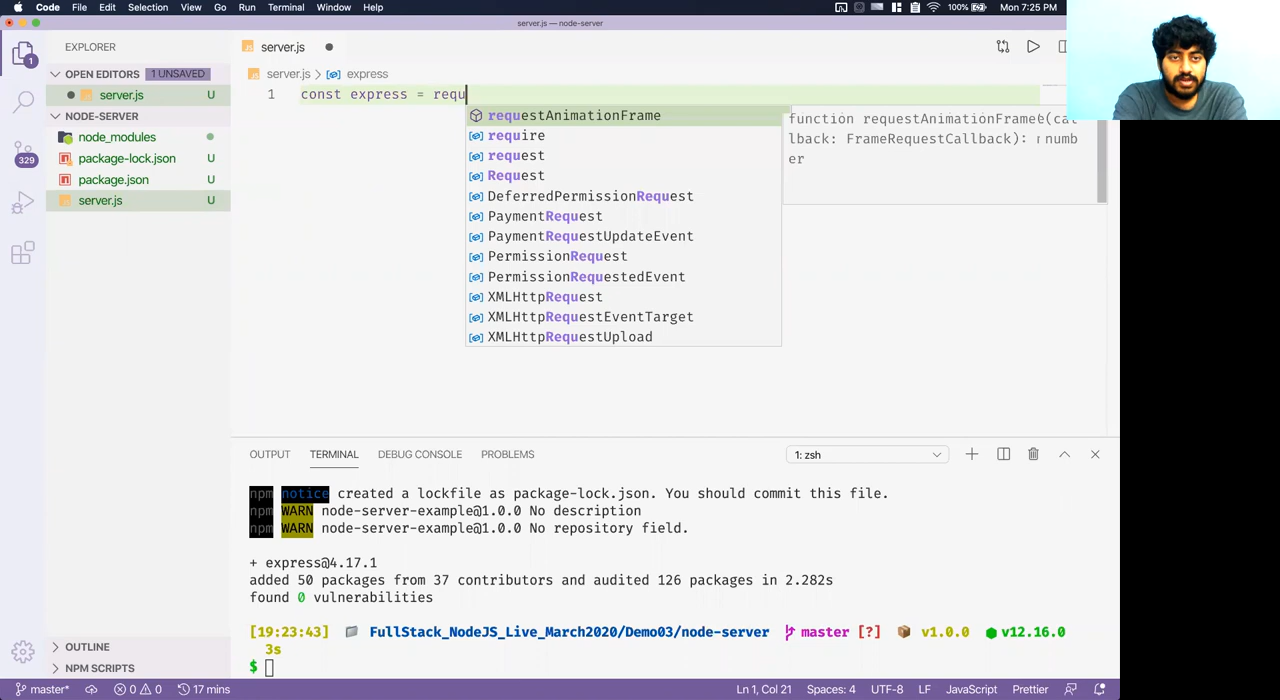 Code File Edit Selection View Go Run Terminal Window Help 100% Mon 7:25 PM
server.js — node-server
EXPLORER
OPEN EDITORS 1 UNSAVED
server.js U
NODE-SERVER
node_modules
package-lock.json U
package.json U
server.js U
329
1
OUTLINE
NPM SCRIPTS
server.js
server.js > express
1 const express = requ
requestAnimationFrame
require
request
Request
DeferredPermissionRequest
PaymentRequest
PaymentRequestUpdateEvent
PermissionRequest
PermissionRequestedEvent
XMLHttpRequest
XMLHttpRequestEventTarget
XMLHttpRequestUpload
function requestAnimationFrame(cal
lback: FrameRequestCallback): numb
er
OUTPUT TERMINAL DEBUG CONSOLE PROBLEMS 1: zsh
npm notice created a lockfile as package-lock.json. You should commit this file.
npm WARN node-server-example@1.0.0 No description
npm WARN node-server-example@1.0.0 No repository field.
+ express@4.17.1
added 50 packages from 37 contributors and audited 126 packages in 2.282s
found 0 vulnerabilities
[19:23:43] FullStack_NodeJS_Live_March2020/Demo03/node-server master [?] v1.0.0 v12.16.0
3s
$
master* 0 0 17 mins Ln 1, Col 21 Spaces: 4 UTF-8 LF JavaScript Prettier